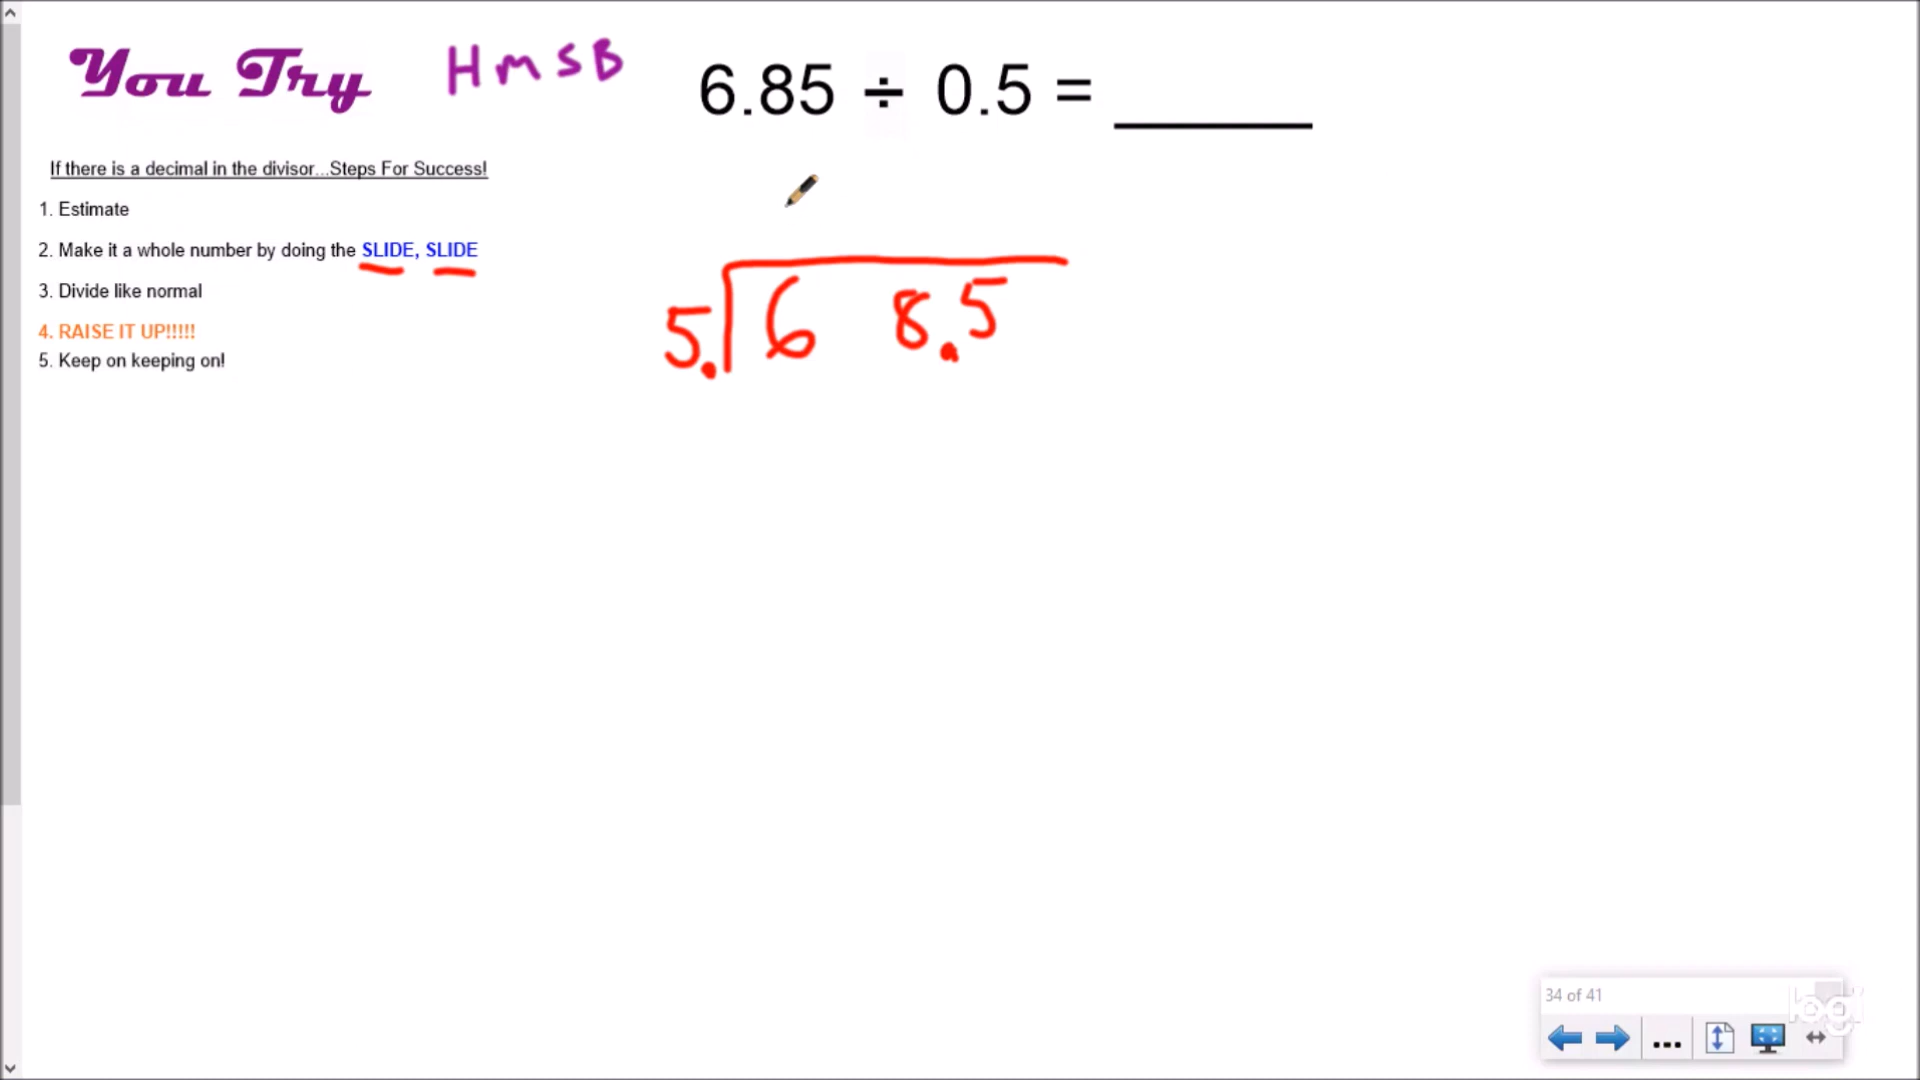 You Try HmSB 6.85 ÷ 0.5 = ______
If there is a decimal in the divisor...Steps For Success!
1. Estimate
2. Make it a whole number by doing the SLIDE, SLIDE
3. Divide like normal
4. RAISE IT UP!!!!!
5. Keep on keeping on!
5. 6 8.5
34 of 41
logi